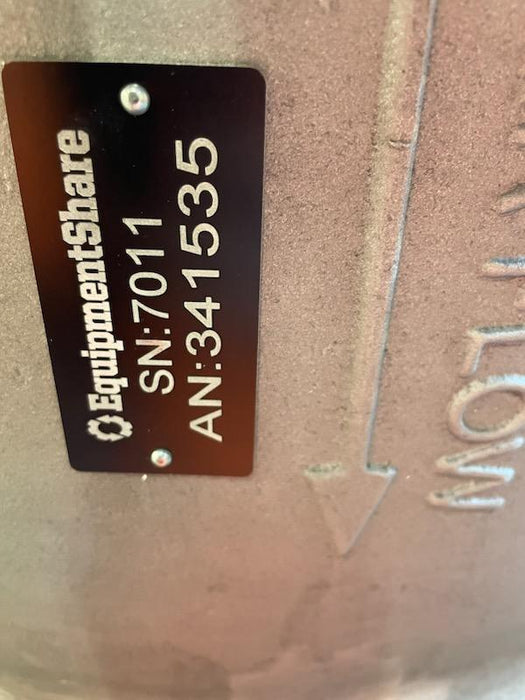 EquipmentShare
SN:7011
AN:341535
FLOW